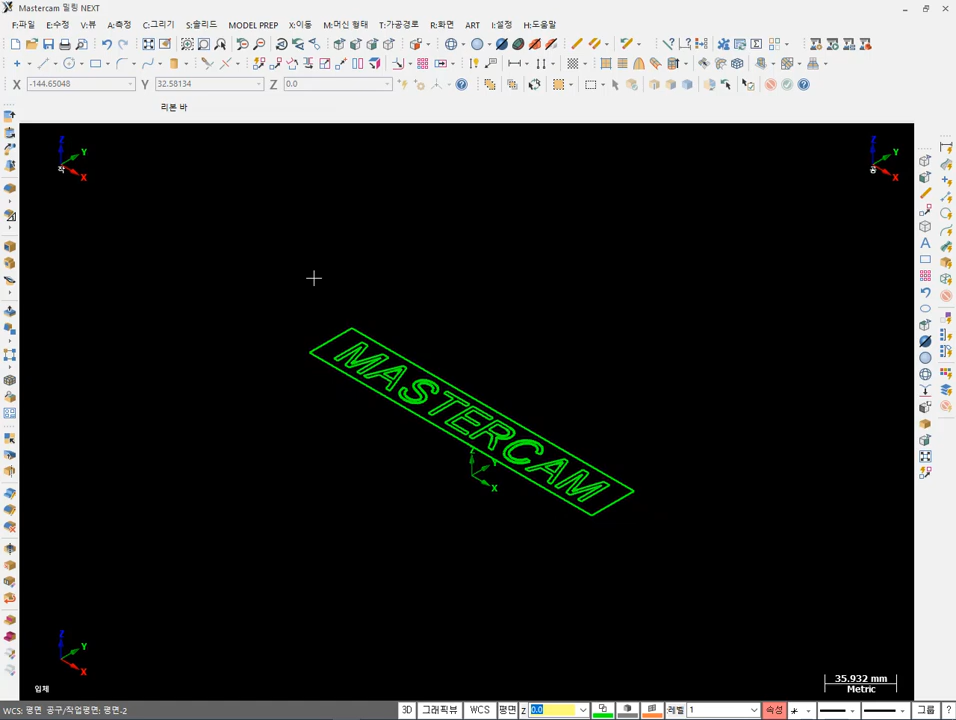 Mastercam 밀링 NEXT
F:파일 E:수정 V:뷰 A:측정 C:그리기 S:솔리드 MODEL PREP X:이동 M:머신 형태 T:가공경로 R:화면 ART I:설정 H:도움말
X -144.65048 Y 32.58134 Z 0.0
리본 바
Z Y X
Z Y X
MASTERCAM
Z Y X
Z Y X
입체
35.932 mm
Metric
WCS: 평면 공구/작업평면: 평면-2 3D 그래픽뷰 WCS 평면 Z 0.0 레벨 1 속성 그룹 ?